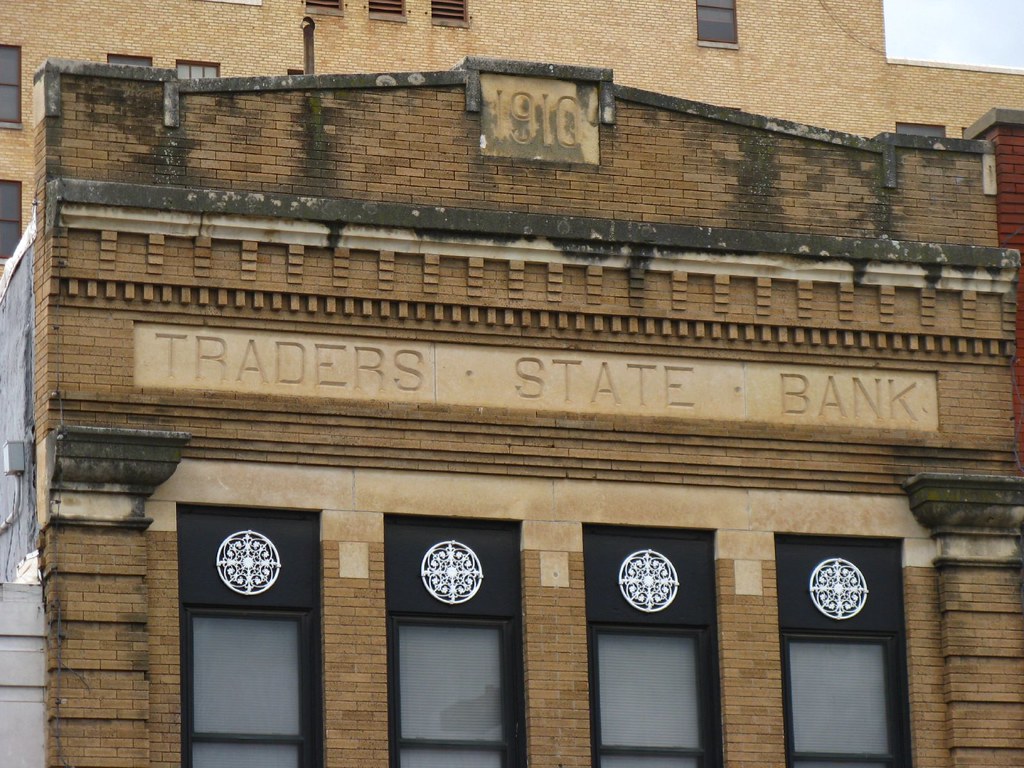 1910
TRADERS · STATE · BANK.